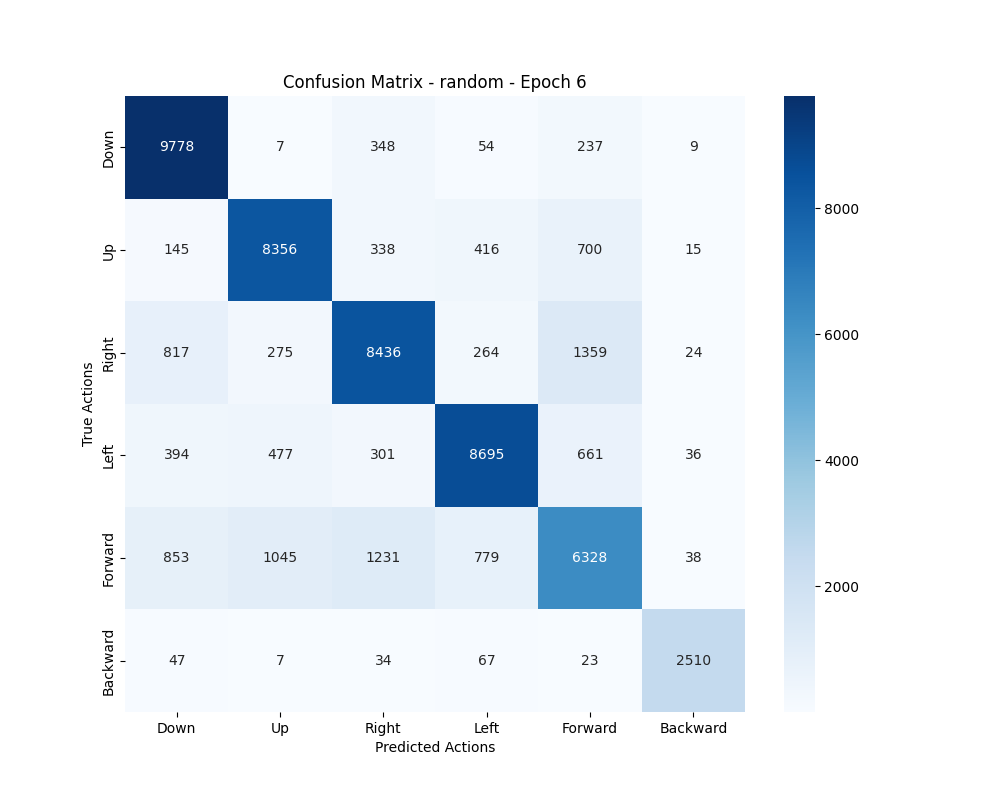 Confusion Matrix - random - Epoch 6
True Actions
Down 9778 7 348 54 237 9
Up 145 8356 338 416 700 15
Right 817 275 8436 264 1359 24
Left 394 477 301 8695 661 36
Forward 853 1045 1231 779 6328 38
Backward 47 7 34 67 23 2510
Down Up Right Left Forward Backward
Predicted Actions
8000
6000
4000
2000